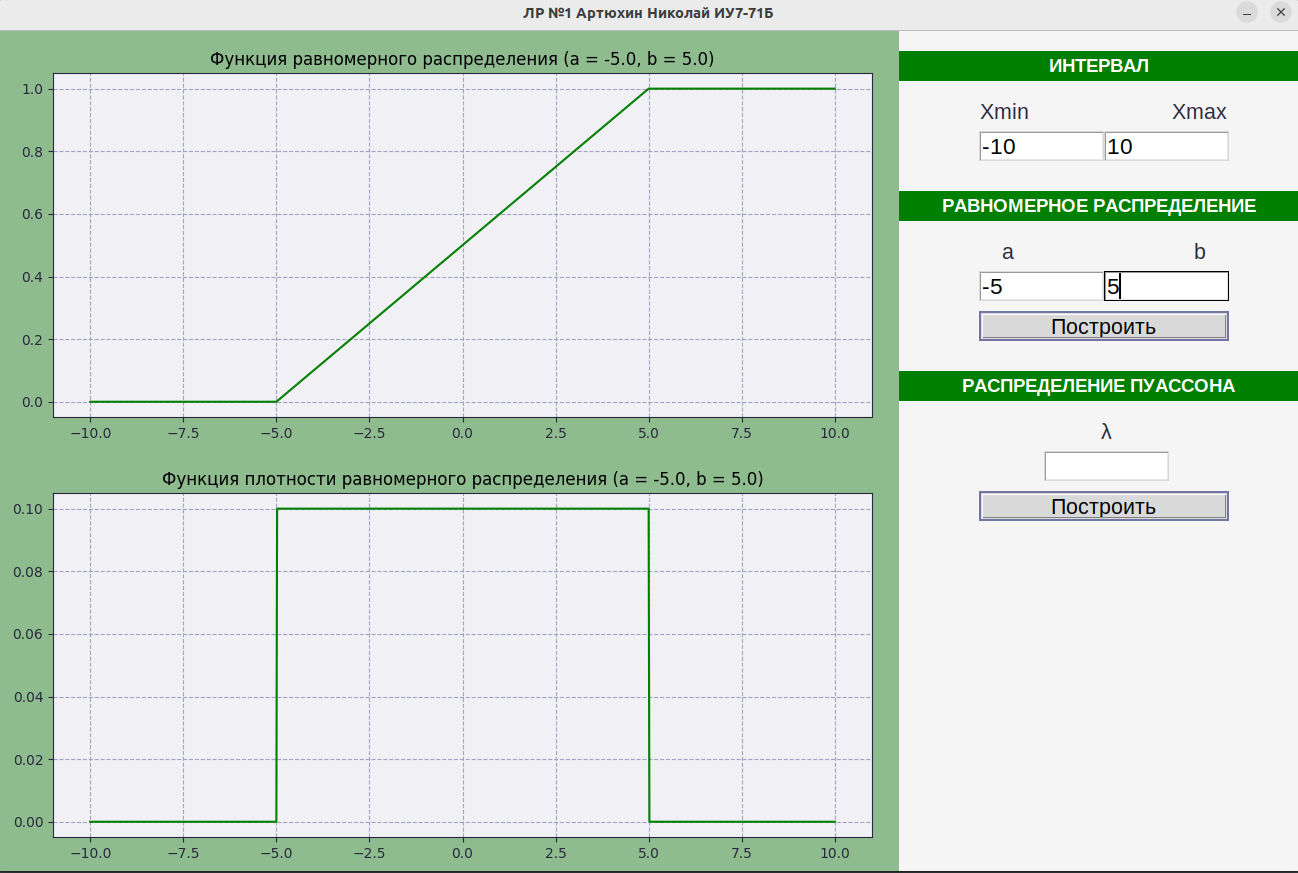 ЛР №1 Артюхин Николай ИУ7-71Б
Функция равномерного распределения (a = -5.0, b = 5.0)
1.0
0.8
0.6
0.4
0.2
0.0
−10.0 −7.5 −5.0 −2.5 0.0 2.5 5.0 7.5 10.0
Функция плотности равномерного распределения (a = -5.0, b = 5.0)
0.10
0.08
0.06
0.04
0.02
0.00
−10.0 −7.5 −5.0 −2.5 0.0 2.5 5.0 7.5 10.0
ИНТЕРВАЛ
Xmin Xmax
-10 10
РАВНОМЕРНОЕ РАСПРЕДЕЛЕНИЕ
a b
-5 5
Построить
РАСПРЕДЕЛЕНИЕ ПУАССОНА
λ
Построить